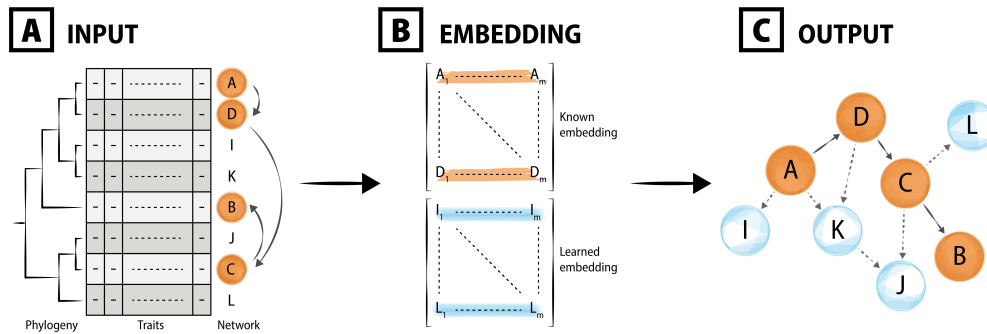 A INPUT
A
D
I
K
B
J
C
L
Phylogeny Traits Network
B EMBEDDING
A1 Am
D1 Dm
Known
embedding
I1 Im
L1 Lm
Learned
embedding
C OUTPUT
D
L
A
C
I
K
B
J